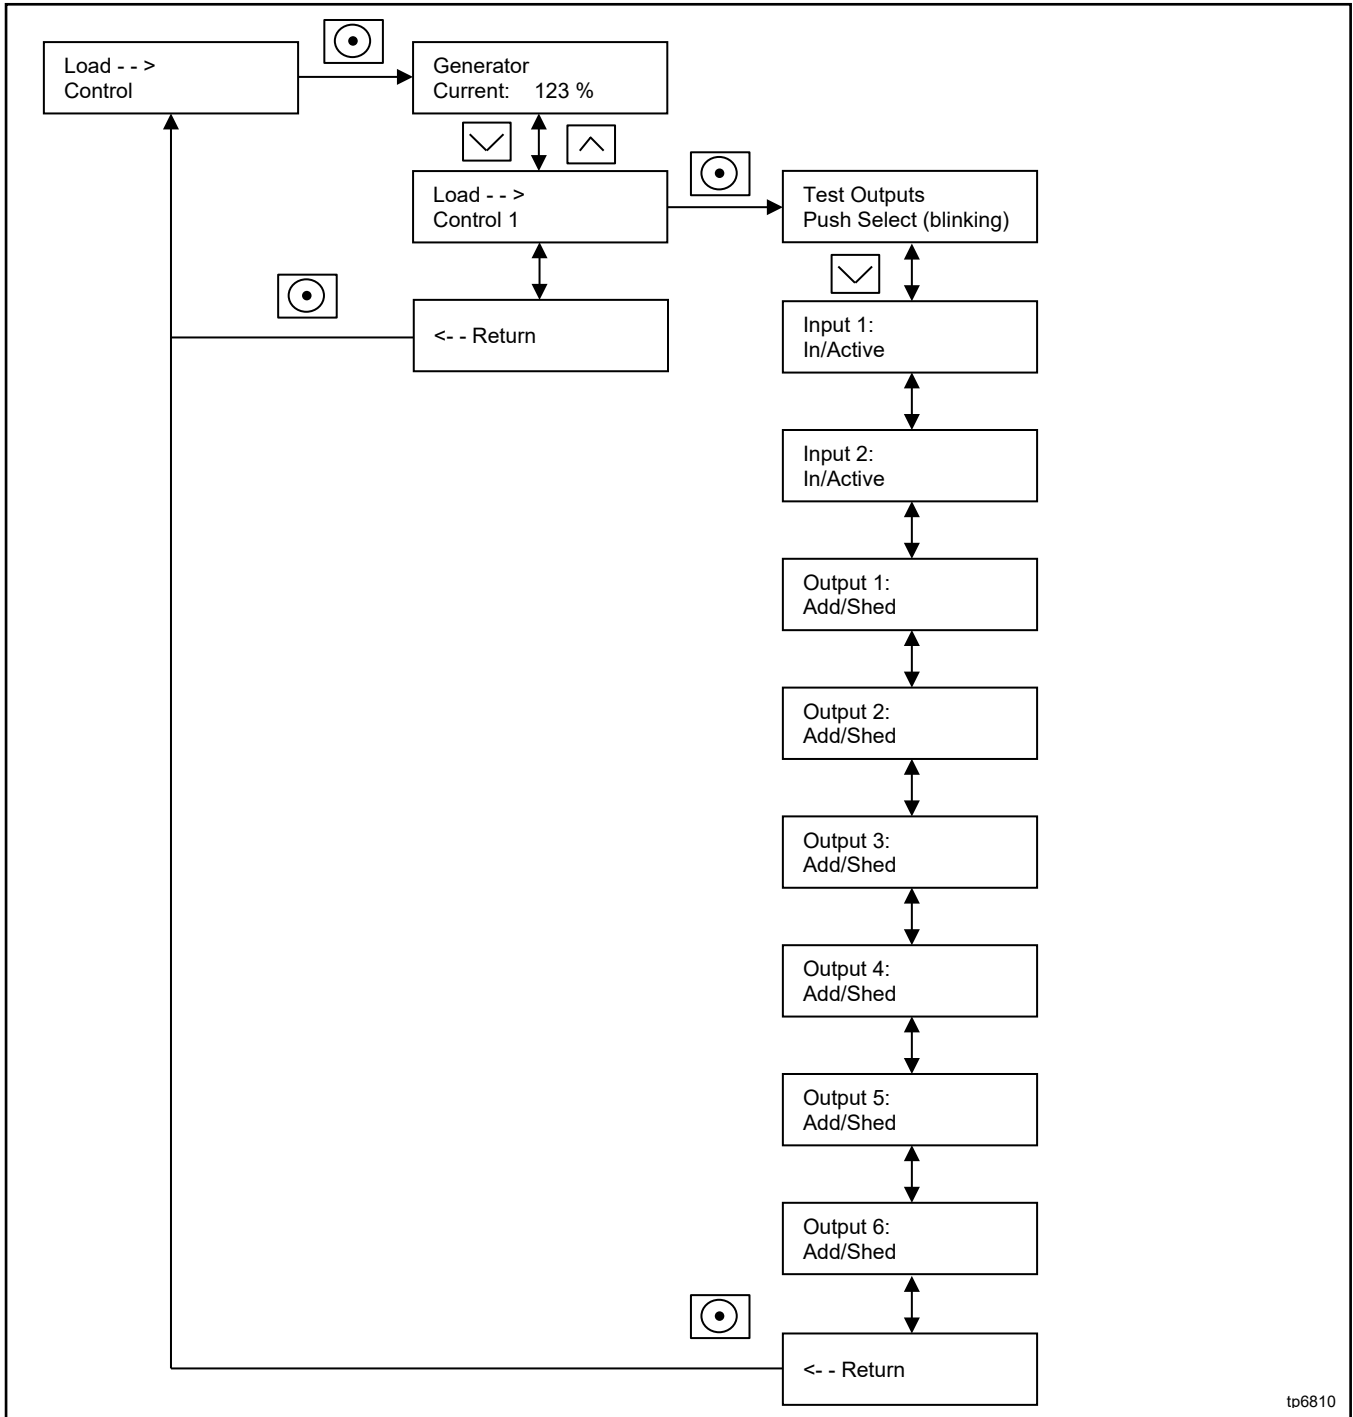 Load - - >
Control
Generator
Current: 123 %
Load - - >
Control 1
Test Outputs
Push Select (blinking)
<- - Return
Input 1:
In/Active
Input 2:
In/Active
Output 1:
Add/Shed
Output 2:
Add/Shed
Output 3:
Add/Shed
Output 4:
Add/Shed
Output 5:
Add/Shed
Output 6:
Add/Shed
<- - Return
tp6810